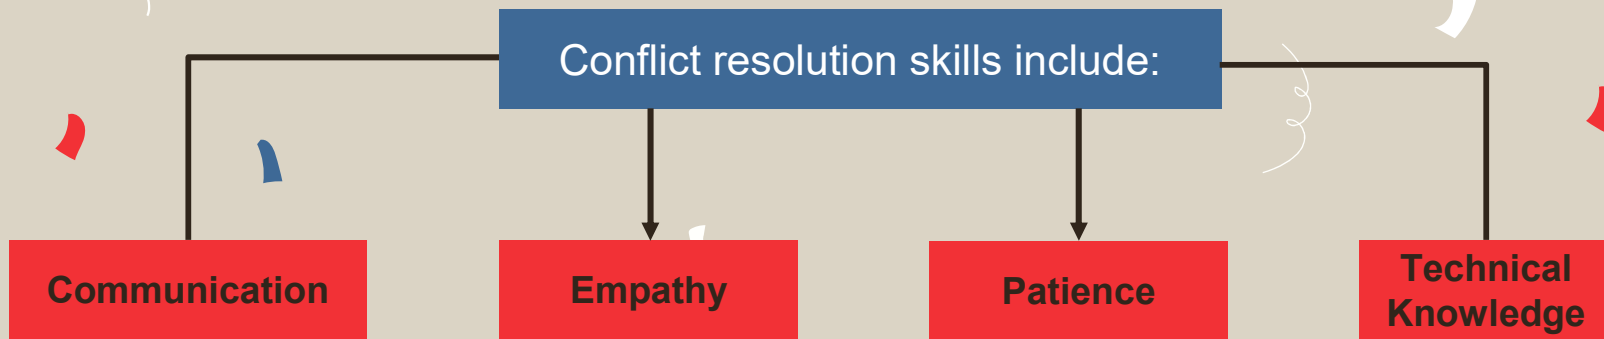 Conflict resolution skills include:
Communication
Empathy
Patience
Technical
Knowledge